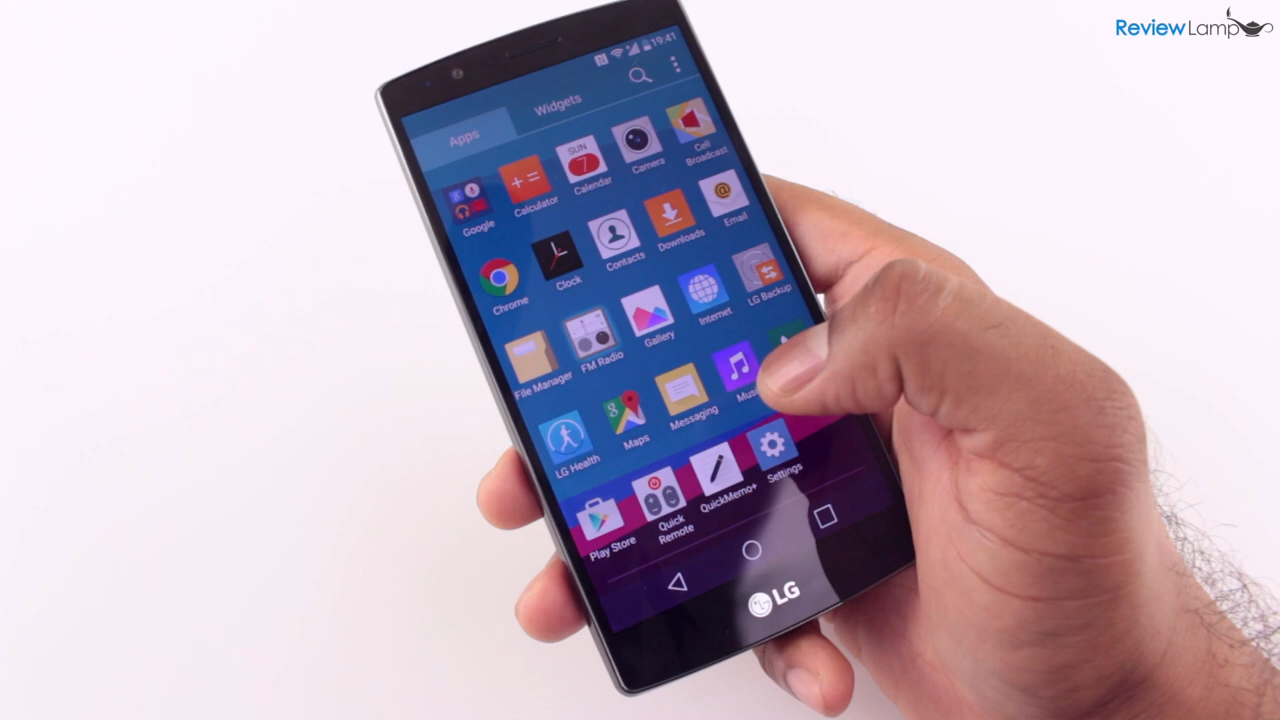 ReviewLamp
19:41
Apps
Widgets
Google
Calculator
SUN
7
Calendar
Camera
Cell
Broadcast
Chrome
Clock
Contacts
Downloads
@
Email
File Manager
FM Radio
Gallery
Internet
LG Backup
LG Health
8
Maps
Messaging
Play Store
Quick
Remote
QuickMemo+
Settings
LG